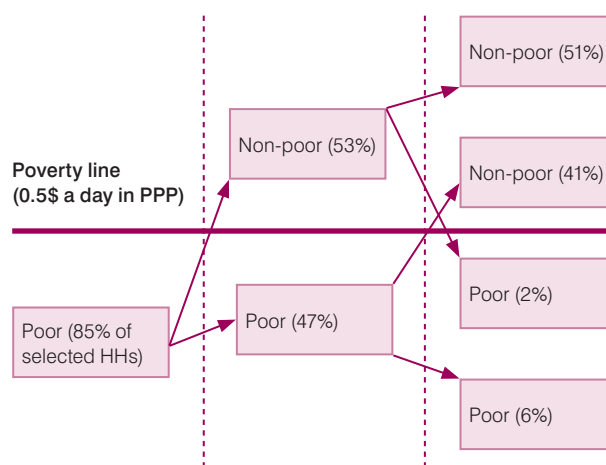 Non-poor (51%)
Non-poor (53%)
Non-poor (41%)
Poverty line
(0.5$ a day in PPP)
Poor (2%)
Poor (85% of
selected HHs)
Poor (47%)
Poor (6%)